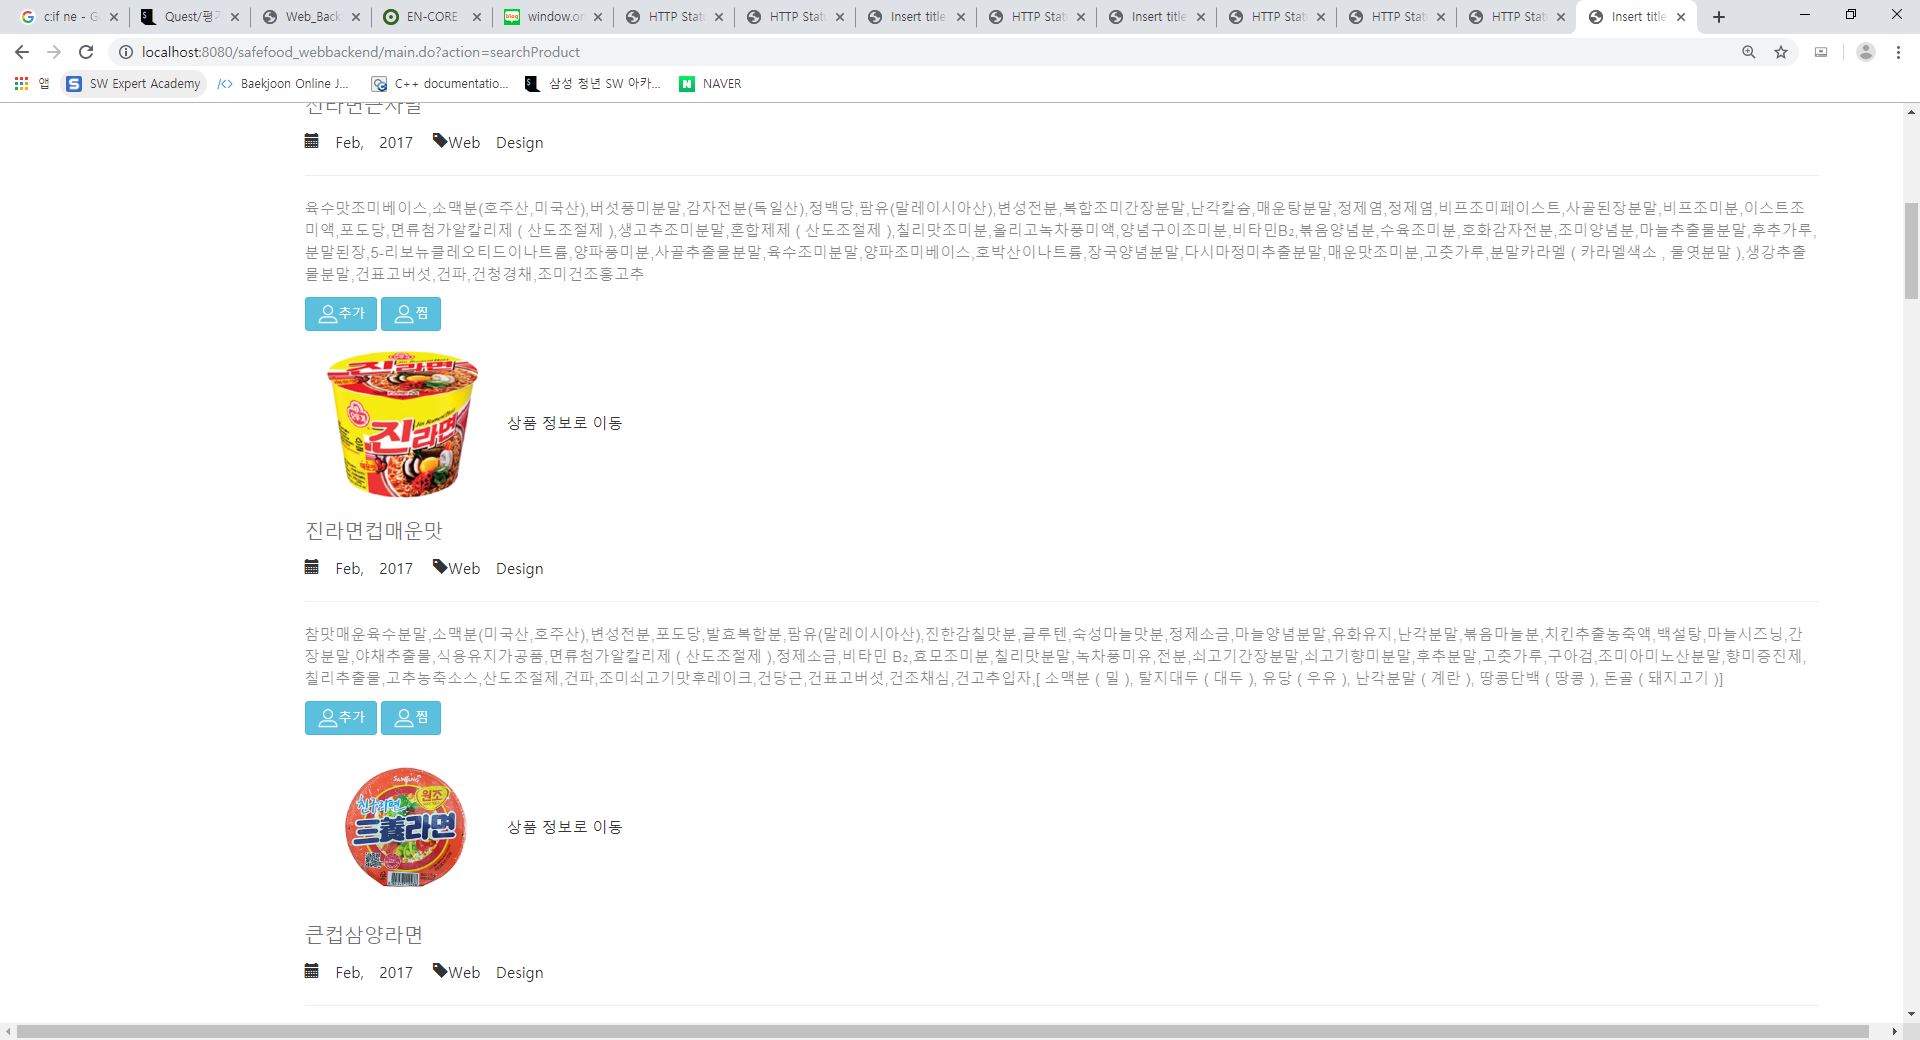 c:if ne - G
Quest/평가
Web_Back
EN-CORE
window.or
HTTP Statu
HTTP Statu
Insert title
HTTP Statu
Insert title
HTTP Statu
HTTP Statu
HTTP Statu
Insert title
localhost:8080/safefood_webbackend/main.do?action=searchProduct
앱 SW Expert Academy Baekjoon Online J... C++ documentatio... 삼성 청년 SW 아카... NAVER
진라면큰사발
Feb, 2017 Web Design
육수맛조미베이스,소맥분(호주산,미국산),버섯풍미분말,감자전분(독일산),정백당,팜유(말레이시아산),변성전분,복합조미간장분말,난각칼슘,매운탕분말,정제염,정제염,비프조미페이스트,사골된장분말,비프조미분,이스트조
미액,포도당,면류첨가알칼리제 ( 산도조절제 ),생고추조미분말,혼합제제 ( 산도조절제 ),칠리맛조미분,올리고녹차풍미액,양념구이조미분,비타민B₂,볶음양념분,수육조미분,호화감자전분,조미양념분,마늘추출물분말,후추가루,
분말된장,5-리보뉴클레오티드이나트륨,양파풍미분,사골추출물분말,육수조미분말,양파조미베이스,호박산이나트륨,장국양념분말,다시마정미추출분말,매운맛조미분,고춧가루,분말카라멜 ( 카라멜색소 , 물엿분말 ),생강추출
물분말,건표고버섯,건파,건청경채,조미건조홍고추
추가 찜
진라면
상품 정보로 이동
진라면컵매운맛
Feb, 2017 Web Design
참맛매운육수분말,소맥분(미국산,호주산),변성전분,포도당,발효복합분,팜유(말레이시아산),진한감칠맛분,글루텐,숙성마늘맛분,정제소금,마늘양념분말,유화유지,난각분말,볶음마늘분,치킨추출농축액,백설탕,마늘시즈닝,간
장분말,야채추출물,식용유지가공품,면류첨가알칼리제 ( 산도조절제 ),정제소금,비타민 B₂,효모조미분,칠리맛분말,녹차풍미유,전분,쇠고기간장분말,쇠고기향미분말,후추분말,고춧가루,구아검,조미아미노산분말,향미증진제,
칠리추출물,고추농축소스,산도조절제,건파,조미쇠고기맛후레이크,건당근,건표고버섯,건조채심,건고추입자,[ 소맥분 ( 밀 ), 탈지대두 ( 대두 ), 유당 ( 우유 ), 난각분말 ( 계란 ), 땅콩단백 ( 땅콩 ), 돈골 ( 돼지고기 )]
추가 찜
원조
三養라면
상품 정보로 이동
큰컵삼양라면
Feb, 2017 Web Design